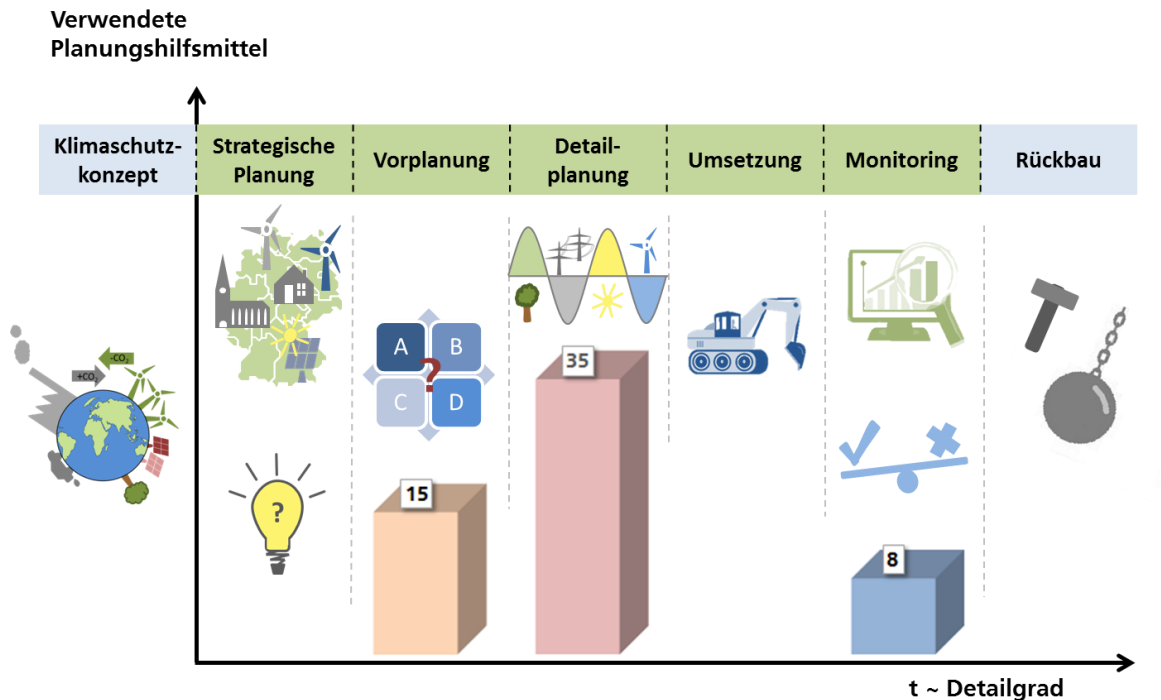 Verwendete
Planungshilfsmittel
Klimaschutz-
konzept
Strategische
Planung
Vorplanung
Detail-
planung
Umsetzung
Monitoring
Rückbau
-CO₂
+CO₂
A
B
?
C
D
35
?
15
8
t ~ Detailgrad